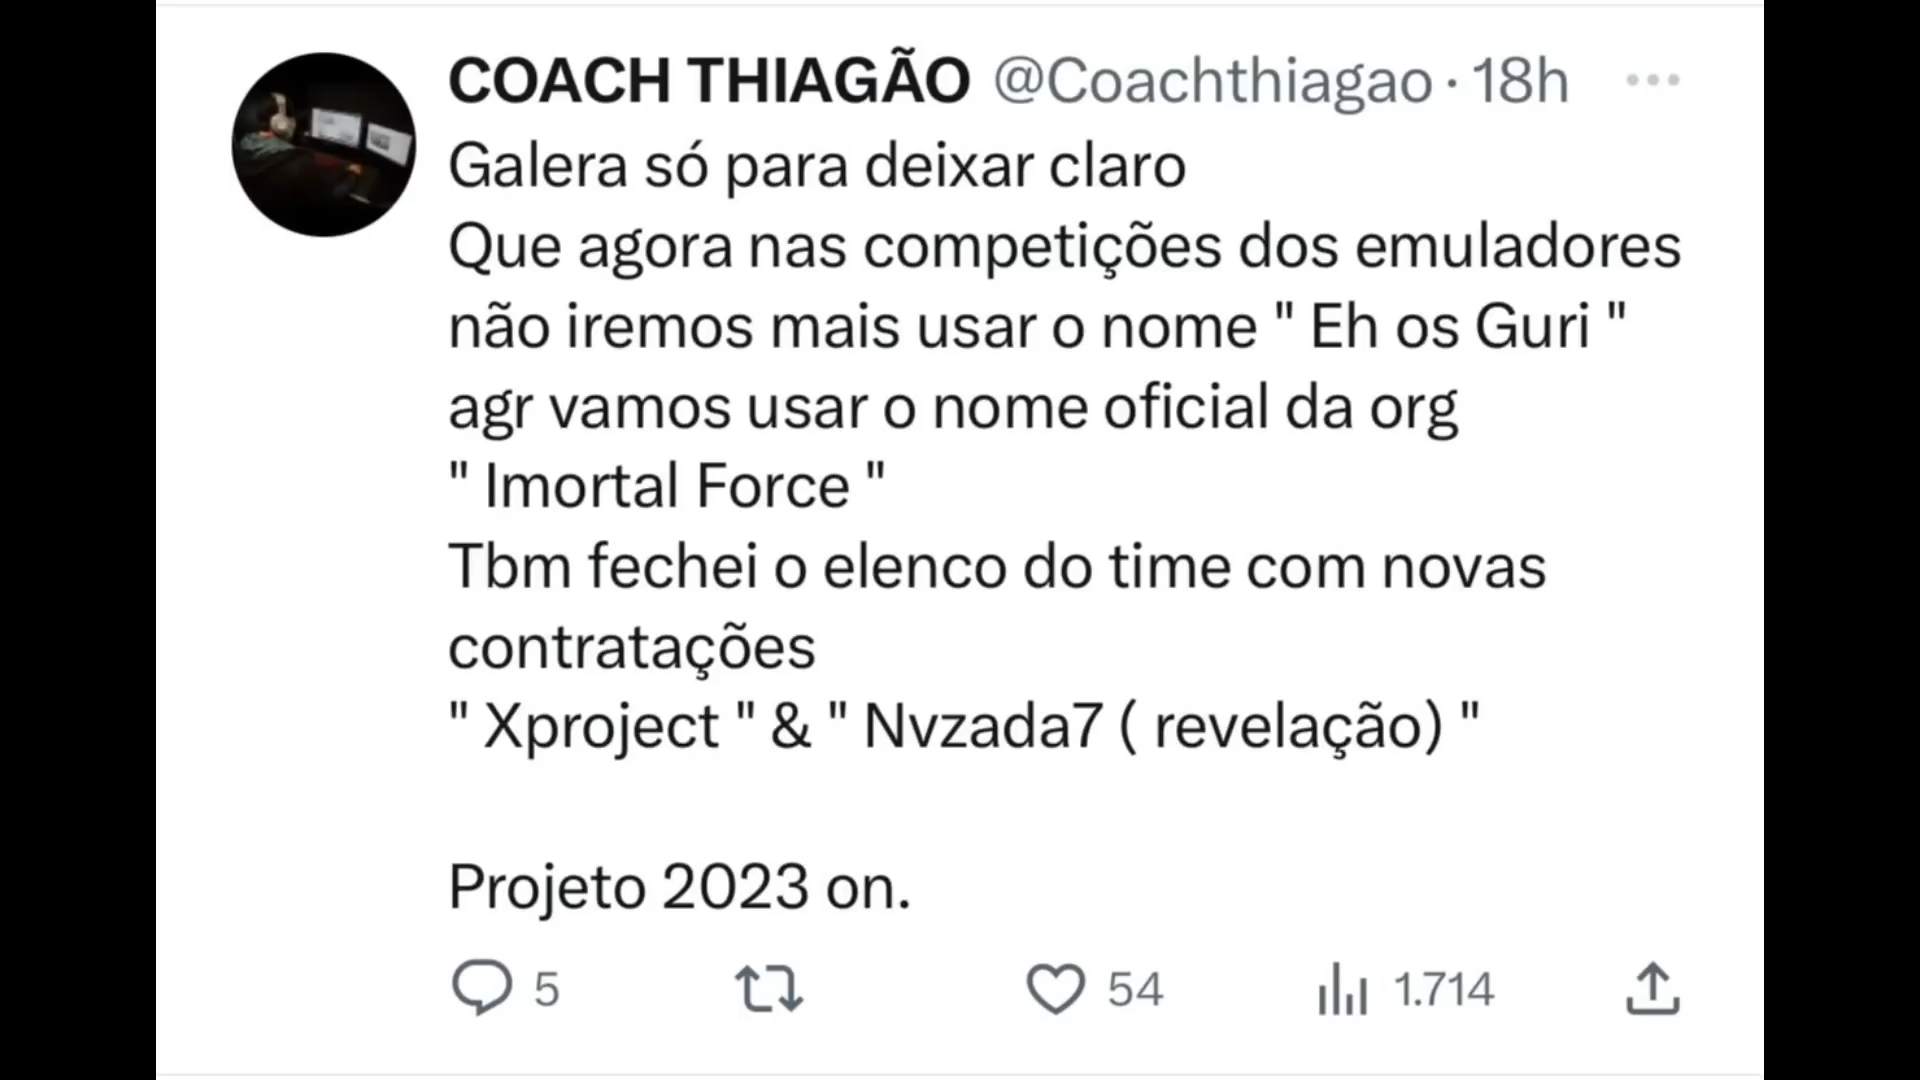 COACH THIAGÃO @Coachthiagao · 18h
Galera só para deixar claro
Que agora nas competições dos emuladores
não iremos mais usar o nome " Eh os Guri "
agr vamos usar o nome oficial da org
" Imortal Force "
Tbm fechei o elenco do time com novas
contratações
" Xproject " & " Nvzada7 ( revelação) "
Projeto 2023 on.
5 54 1.714